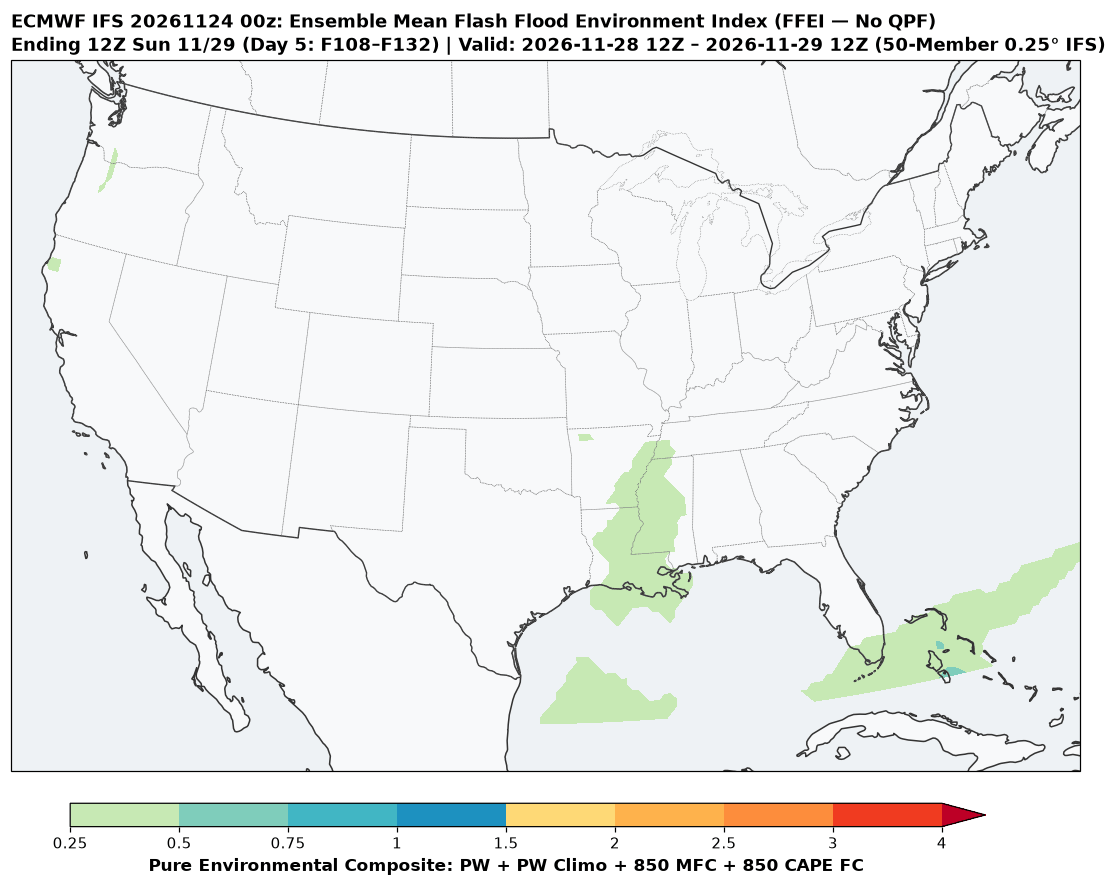 ECMWF IFS 20261124 00z: Ensemble Mean Flash Flood Environment Index (FFEI — No QPF)
Ending 12Z Sun 11/29 (Day 5: F108–F132) | Valid: 2026-11-28 12Z – 2026-11-29 12Z (50-Member 0.25° IFS)
0.25 0.5 0.75 1 1.5 2 2.5 3 4
Pure Environmental Composite: PW + PW Climo + 850 MFC + 850 CAPE FC